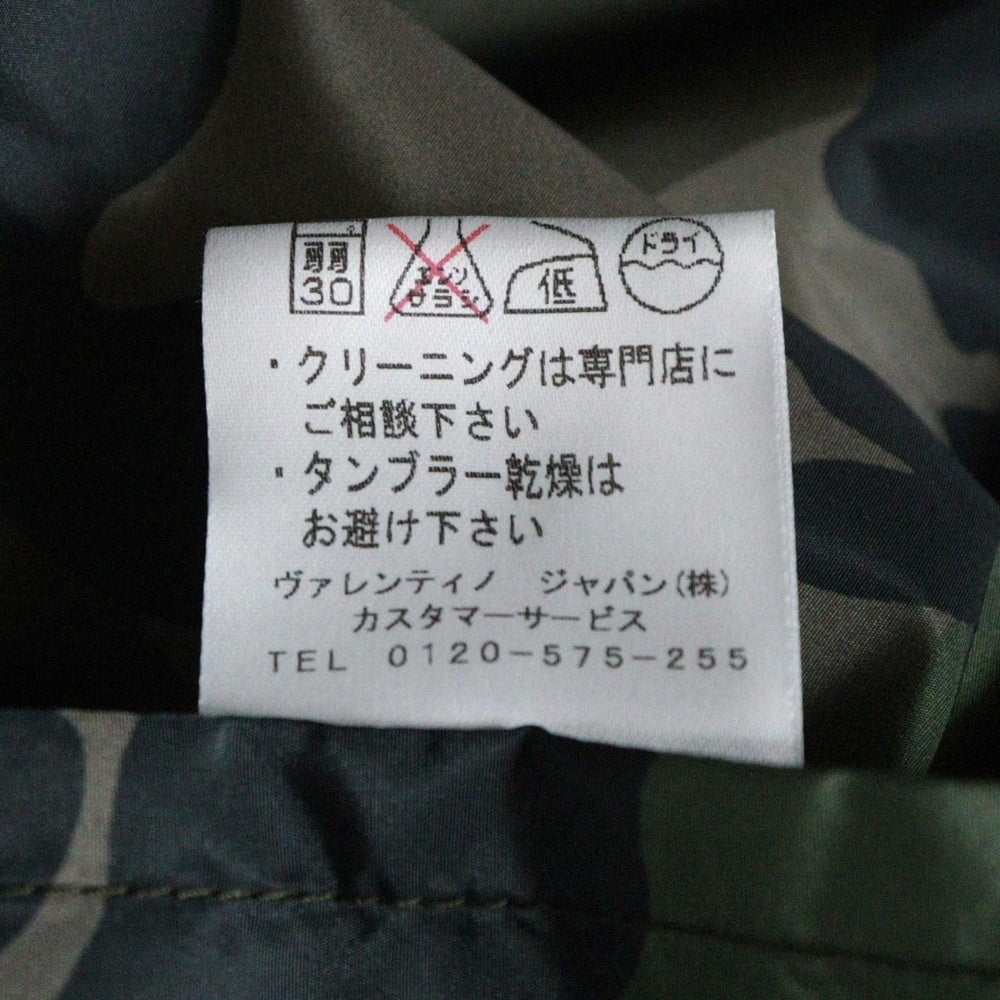 弱 30 エンソサラシ 低 ドライ
・クリーニングは専門店に
ご相談下さい
・タンブラー乾燥は
お避け下さい
ヴァレンティノ ジャパン(株)
カスタマーサービス
TEL 0120-575-255